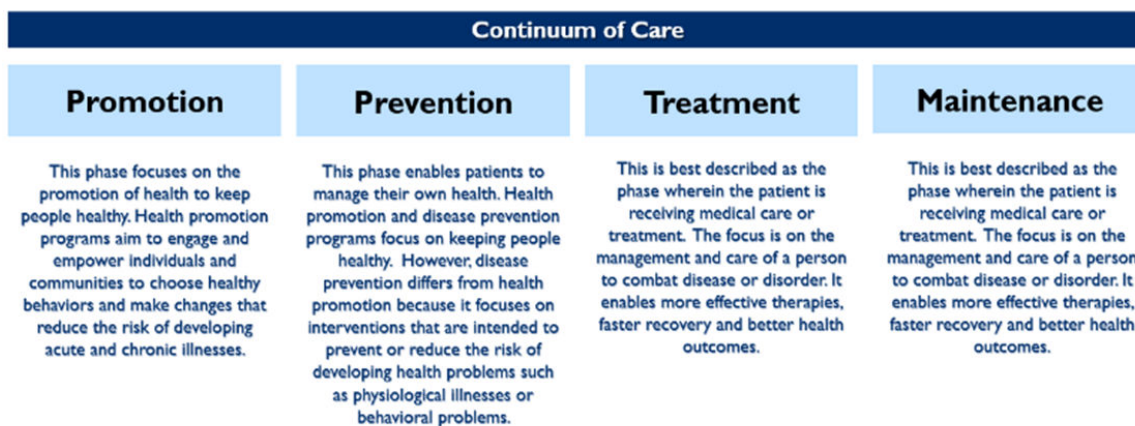 Continuum of Care
Promotion
This phase focuses on the
promotion of health to keep
people healthy. Health promotion
programs aim to engage and
empower individuals and
communities to choose healthy
behaviors and make changes that
reduce the risk of developing
acute and chronic illnesses.
Prevention
This phase enables patients to
manage their own health. Health
promotion and disease prevention
programs focus on keeping people
healthy. However, disease
prevention differs from health
promotion because it focuses on
interventions that are intended to
prevent or reduce the risk of
developing health problems such
as physiological illnesses or
behavioral problems.
Treatment
This is best described as the
phase wherein the patient is
receiving medical care or
treatment. The focus is on the
management and care of a person
to combat disease or disorder. It
enables more effective therapies,
faster recovery and better health
outcomes.
Maintenance
This is best described as the
phase wherein the patient is
receiving medical care or
treatment. The focus is on the
management and care of a person
to combat disease or disorder. It
enables more effective therapies,
faster recovery and better health
outcomes.